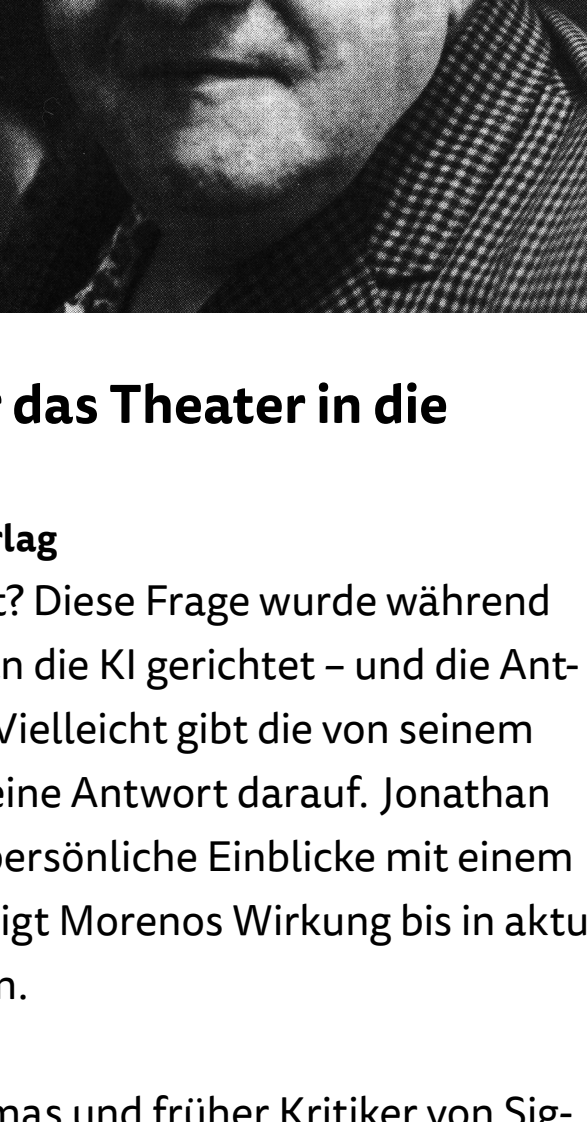 das Theater in die
rlag
t? Diese Frage wurde während
n die KI gerichtet – und die Ant-
Vielleicht gibt die von seinem
eine Antwort darauf. Jonathan
persönliche Einblicke mit einem
igt Morenos Wirkung bis in aktu
n.
mas und früher Kritiker von Sig-